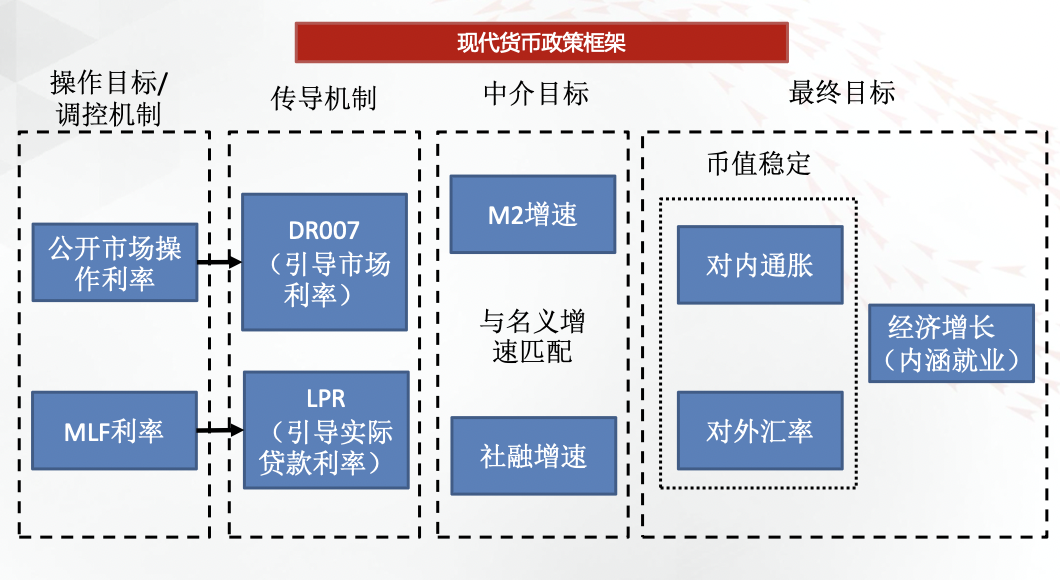 现代货币政策框架
操作目标/
调控机制
传导机制
中介目标
最终目标
公开市场操
作利率
MLF利率
DR007
（引导市场
利率）
LPR
（引导实际
贷款利率）
M2增速
与名义增
速匹配
社融增速
币值稳定
对内通胀
对外汇率
经济增长
（内涵就业）